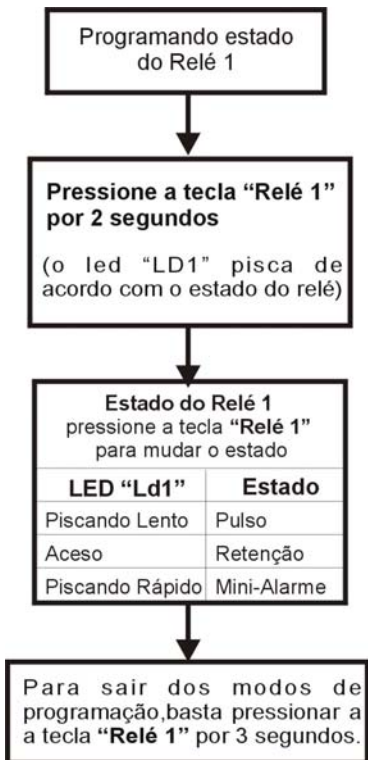 Programando estado
do Relé 1
Pressione a tecla “Relé 1”
por 2 segundos
(o led “LD1” pisca de
acordo com o estado do relé)
Estado do Relé 1
pressione a tecla “Relé 1”
para mudar o estado
LED “Ld1” Estado
Piscando Lento Pulso
Aceso Retenção
Piscando Rápido Mini-Alarme
Para sair dos modos de
programação,basta pressionar a
a tecla “Relé 1” por 3 segundos.